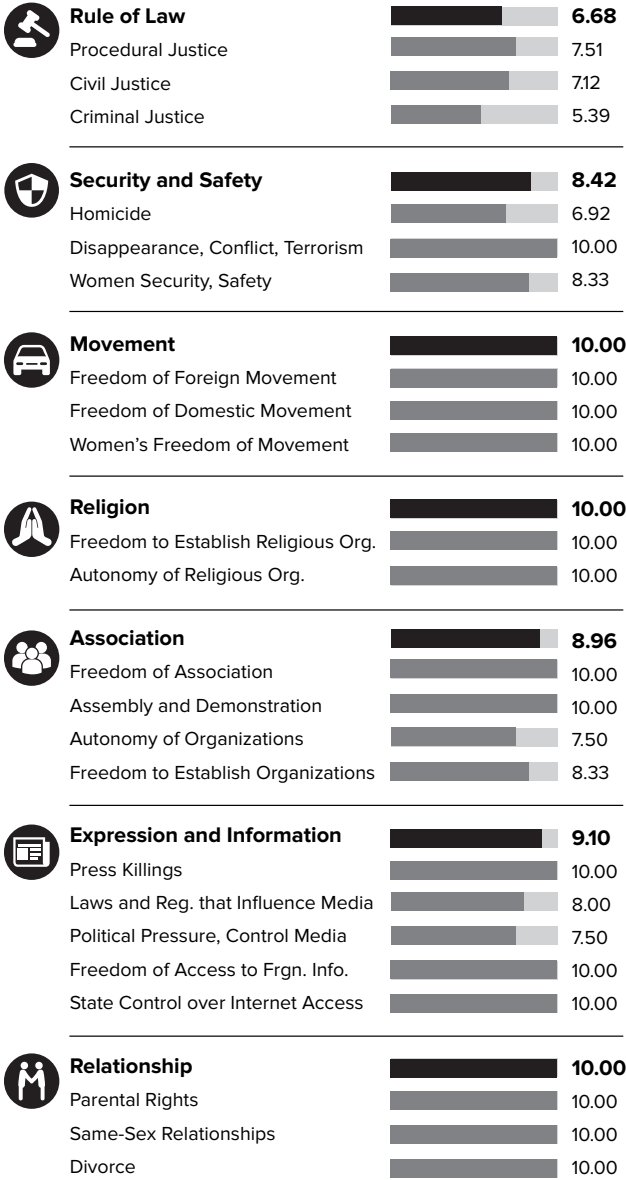 Rule of Law 6.68
Procedural Justice 7.51
Civil Justice 7.12
Criminal Justice 5.39
Security and Safety 8.42
Homicide 6.92
Disappearance, Conflict, Terrorism 10.00
Women Security, Safety 8.33
Movement 10.00
Freedom of Foreign Movement 10.00
Freedom of Domestic Movement 10.00
Women's Freedom of Movement 10.00
Religion 10.00
Freedom to Establish Religious Org. 10.00
Autonomy of Religious Org. 10.00
Association 8.96
Freedom of Association 10.00
Assembly and Demonstration 10.00
Autonomy of Organizations 7.50
Freedom to Establish Organizations 8.33
Expression and Information 9.10
Press Killings 10.00
Laws and Reg. that Influence Media 8.00
Political Pressure, Control Media 7.50
Freedom of Access to Frgn. Info. 10.00
State Control over Internet Access 10.00
Relationship 10.00
Parental Rights 10.00
Same-Sex Relationships 10.00
Divorce 10.00